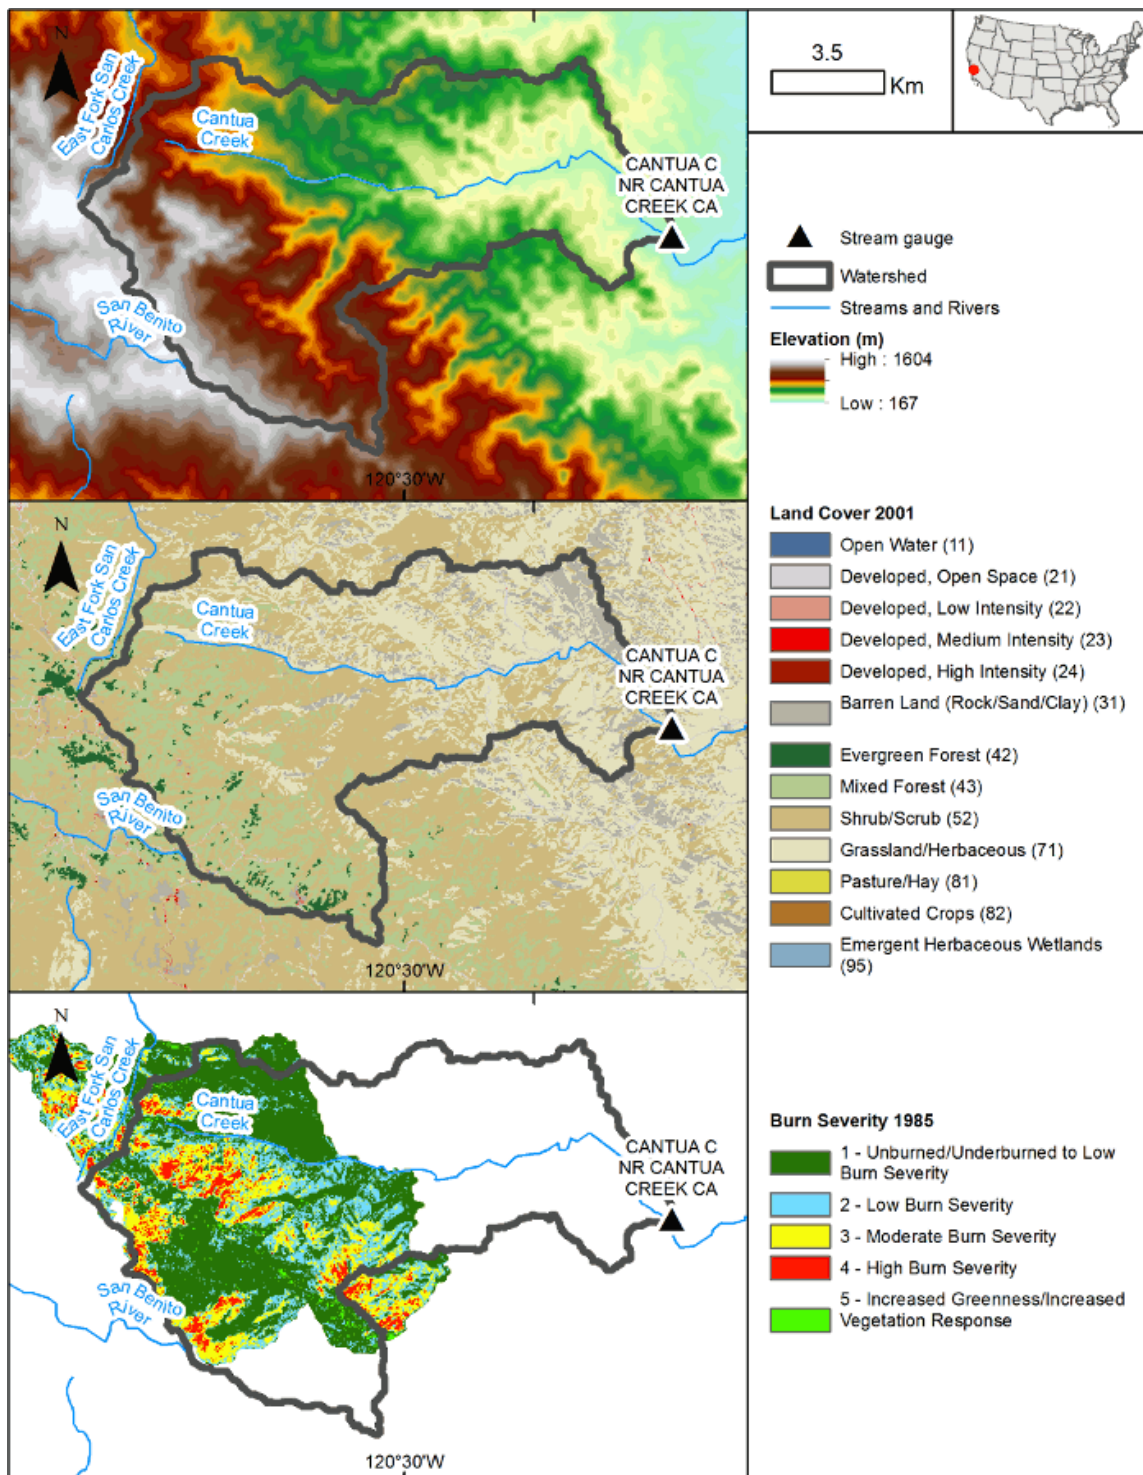 N
East Fork San
Carlos Creek
Cantua
Creek
CANTUA C
NR CANTUA
CREEK CA
San Benito
River
120°30'W
3.5
Km
Stream gauge
Watershed
Streams and Rivers
Elevation (m)
High : 1604
Low : 167
N
East Fork San
Carlos Creek
Cantua
Creek
CANTUA C
NR CANTUA
CREEK CA
San Benito
River
120°30'W
Land Cover 2001
Open Water (11)
Developed, Open Space (21)
Developed, Low Intensity (22)
Developed, Medium Intensity (23)
Developed, High Intensity (24)
Barren Land (Rock/Sand/Clay) (31)
Evergreen Forest (42)
Mixed Forest (43)
Shrub/Scrub (52)
Grassland/Herbaceous (71)
Pasture/Hay (81)
Cultivated Crops (82)
Emergent Herbaceous Wetlands
(95)
N
East Fork San
Carlos Creek
Cantua
Creek
CANTUA C
NR CANTUA
CREEK CA
San Benito
River
120°30'W
Burn Severity 1985
1 - Unburned/Underburned to Low
Burn Severity
2 - Low Burn Severity
3 - Moderate Burn Severity
4 - High Burn Severity
5 - Increased Greenness/Increased
Vegetation Response